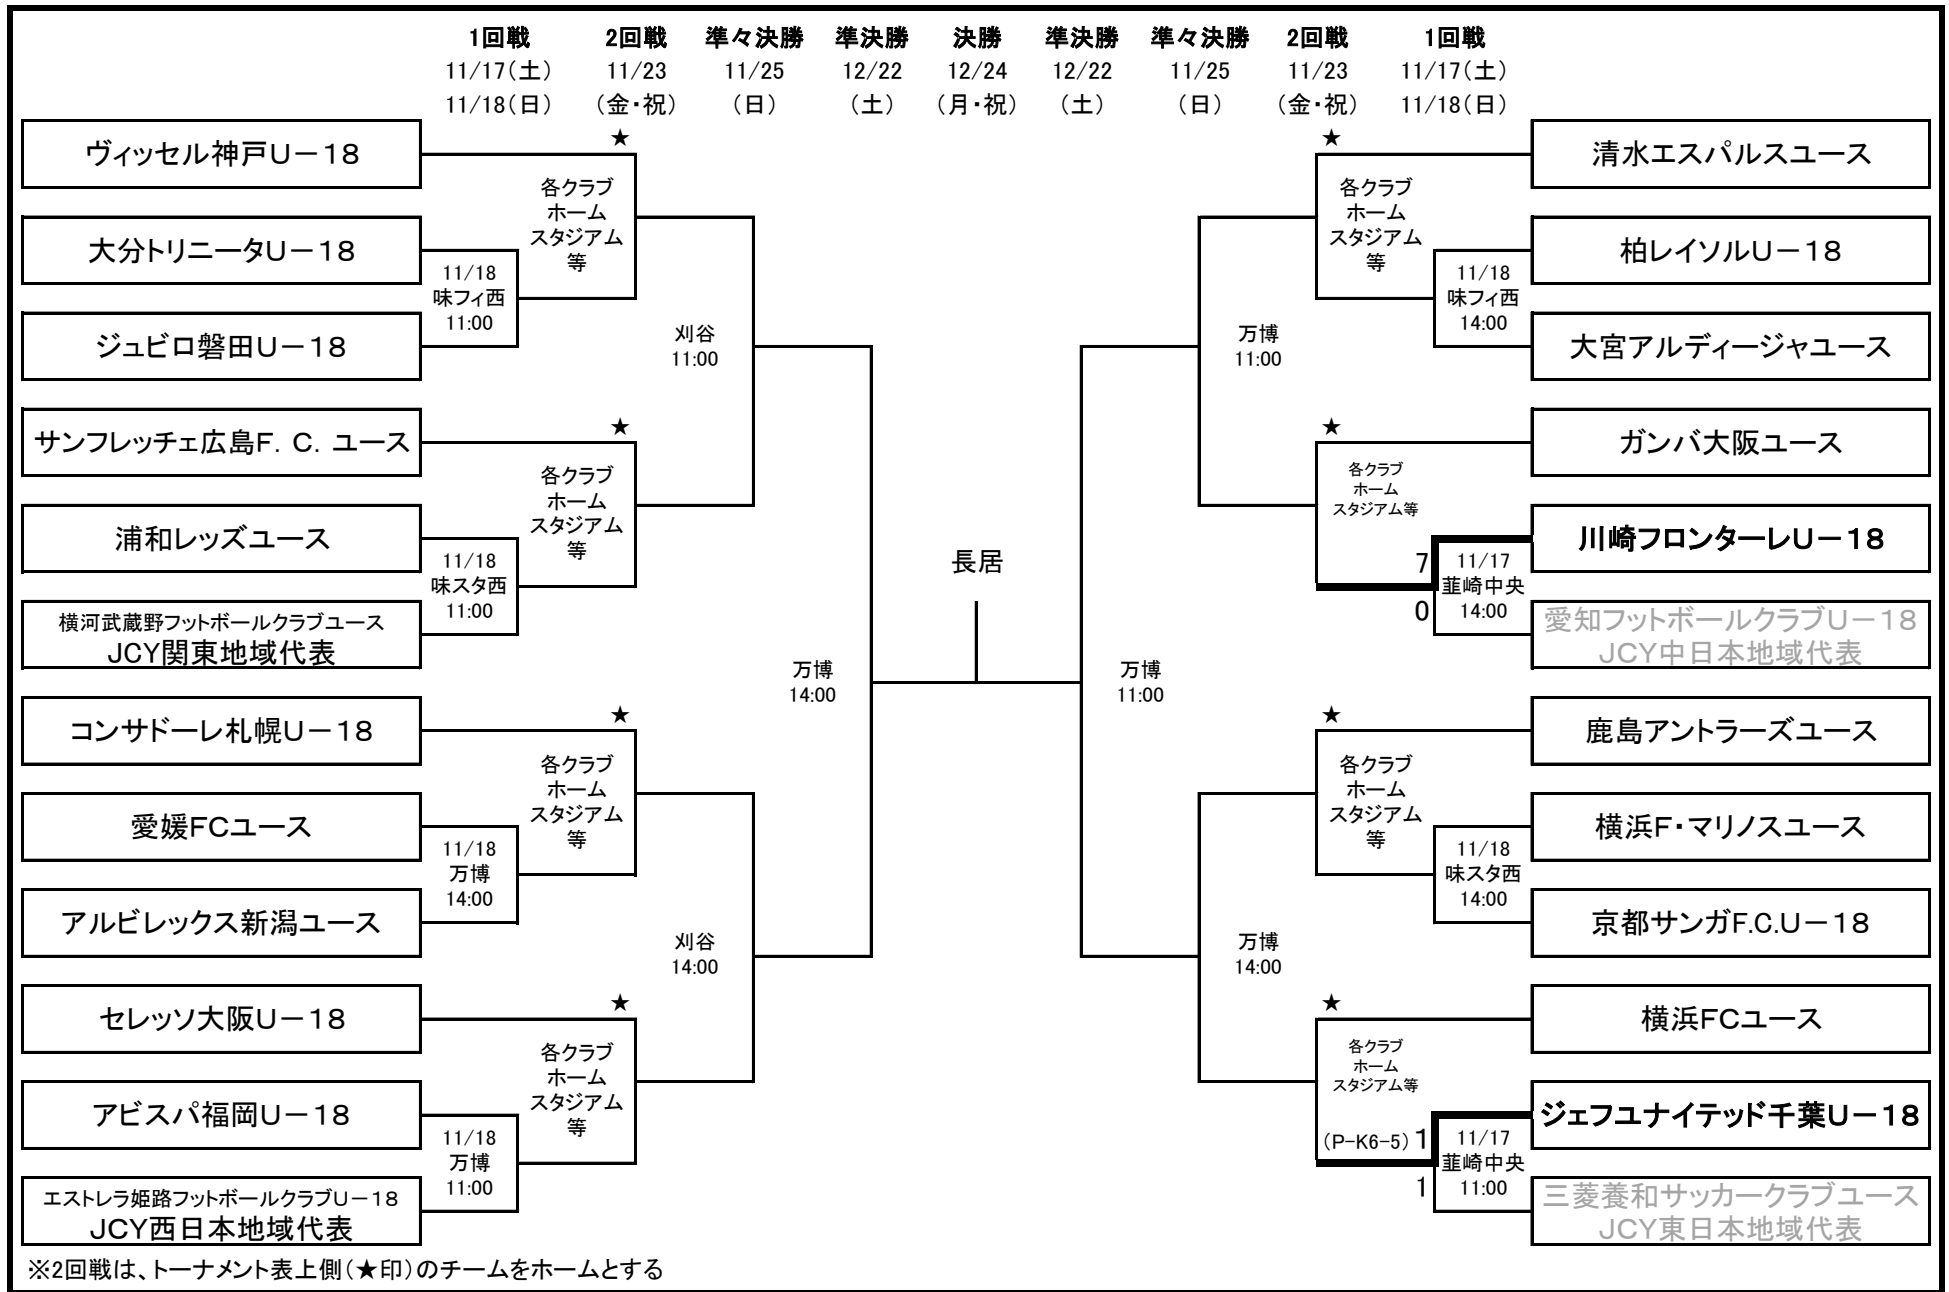 1回戦 2回戦 準々決勝 準決勝 決勝 準決勝 準々決勝 2回戦 1回戦
11/17(土) 11/23 11/25 12/22 12/24 12/22 11/25 11/23 11/17(土)
11/18(日) (金・祝) (日) (土) (月・祝) (土) (日) (金・祝) 11/18(日)
ヴィッセル神戸U-18
★
各クラブ
ホーム
スタジアム
等
大分トリニータU-18
11/18
味フィ西
11:00
ジュビロ磐田U-18
刈谷
11:00
サンフレッチェ広島F.C.ユース
★
各クラブ
ホーム
スタジアム
等
浦和レッズユース
11/18
味スタ西
11:00
横河武蔵野フットボールクラブユース
JCY関東地域代表
万博
14:00
コンサドーレ札幌U-18
★
各クラブ
ホーム
スタジアム
等
愛媛FCユース
11/18
万博
14:00
アルビレックス新潟ユース
刈谷
14:00
セレッソ大阪U-18
★
各クラブ
ホーム
スタジアム
等
アビスパ福岡U-18
11/18
万博
11:00
エストレラ姫路フットボールクラブU-18
JCY西日本地域代表
長居
★
清水エスパルスユース
各クラブ
ホーム
スタジアム
等
柏レイソルU-18
11/18
味フィ西
14:00
大宮アルディージャユース
万博
11:00
★
ガンバ大阪ユース
各クラブ
ホーム
スタジアム等
川崎フロンターレU-18
7
11/17
韮崎中央
14:00
0
愛知フットボールクラブU-18
JCY中日本地域代表
万博
11:00
★
鹿島アントラーズユース
各クラブ
ホーム
スタジアム
等
横浜F・マリノスユース
11/18
味スタ西
14:00
京都サンガF.C.U-18
万博
14:00
★
横浜FCユース
各クラブ
ホーム
スタジアム等
ジェフユナイテッド千葉U-18
(P-K6-5) 1
11/17
韮崎中央
11:00
1
三菱養和サッカークラブユース
JCY東日本地域代表
※2回戦は、トーナメント表上側(★印)のチームをホームとする